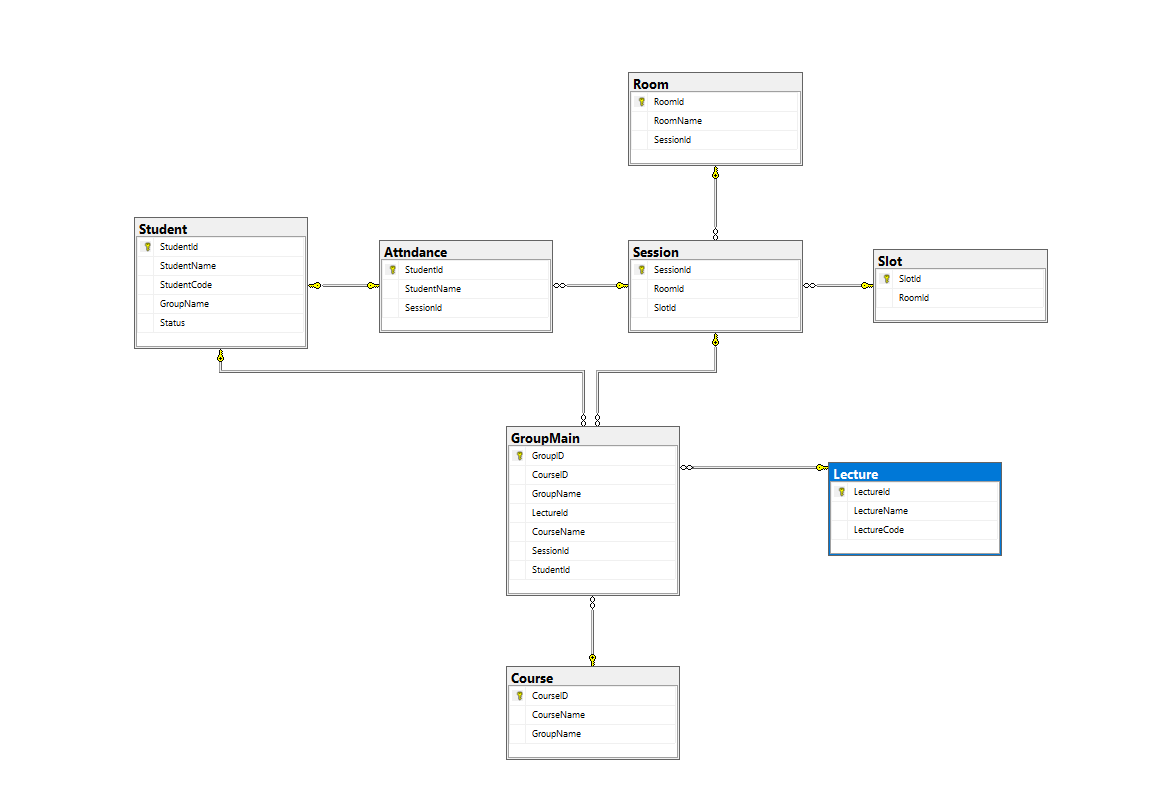 Room
RoomId
RoomName
SessionId
Student
StudentId
StudentName
StudentCode
GroupName
Status
Attndance
StudentId
StudentName
SessionId
Session
SessionId
RoomId
SlotId
Slot
SlotId
RoomId
GroupMain
GroupID
CourseID
GroupName
LectureId
CourseName
SessionId
StudentId
Lecture
LectureId
LectureName
LectureCode
Course
CourseID
CourseName
GroupName